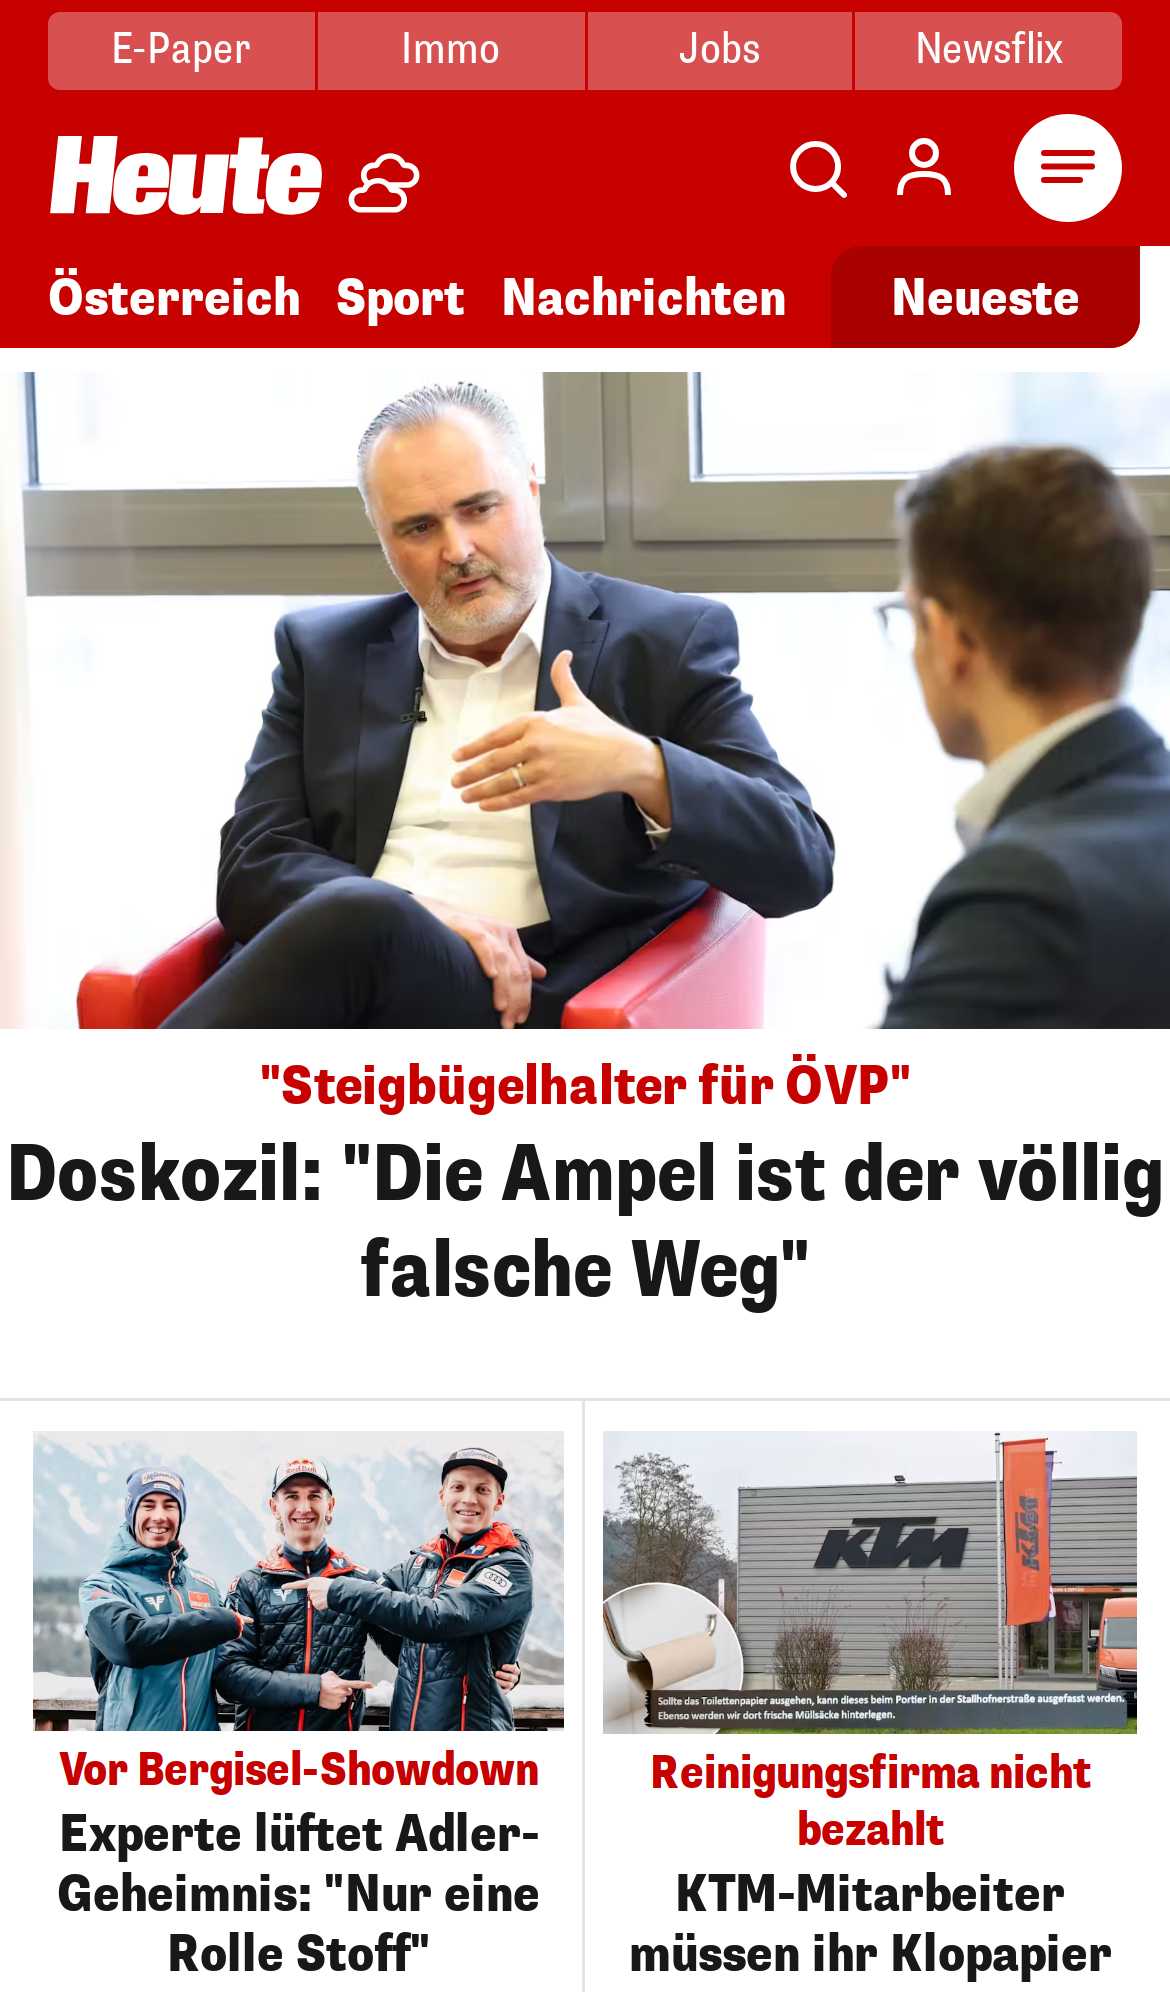 E-Paper Immo Jobs Newsflix
Heute
Österreich Sport Nachrichten Neueste
"Steigbügelhalter für ÖVP"
Doskozil: "Die Ampel ist der völlig
falsche Weg"
Red Bull
Vor Bergisel-Showdown
Experte lüftet Adler-
Geheimnis: "Nur eine
Rolle Stoff"
KTM
KTM
Sollte das Toilettenpapier ausgehen, kann dieses beim Portier in der Stallhofnerstraße ausgefasst werden.
Ebenso werden wir dort frische Müllsäcke hinterlegen.
Reinigungsfirma nicht
bezahlt
KTM-Mitarbeiter
müssen ihr Klopapier